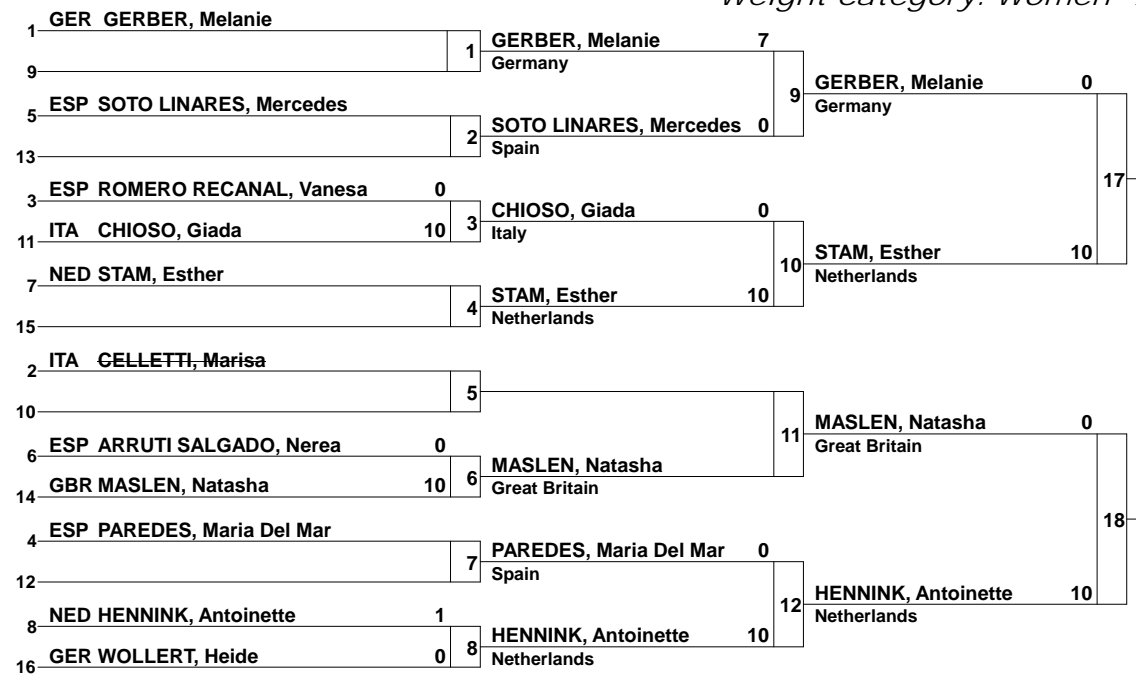 Weight category: Women
GER GERBER, Melanie
1
1 GERBER, Melanie 7
Germany
9
9 GERBER, Melanie 0
Germany
5 ESP SOTO LINARES, Mercedes
2 SOTO LINARES, Mercedes 0
Spain
13
17
3 ESP ROMERO RECANAL, Vanesa 0
3 CHIOSO, Giada 0
Italy
11 ITA CHIOSO, Giada 10
10 STAM, Esther 10
Netherlands
7 NED STAM, Esther
4 STAM, Esther 10
Netherlands
15
2 ITA CELLETTI, Marisa
5
10
11 MASLEN, Natasha 0
Great Britain
6 ESP ARRUTI SALGADO, Nerea 0
6 MASLEN, Natasha
Great Britain
14 GBR MASLEN, Natasha 10
18
4 ESP PAREDES, Maria Del Mar
7 PAREDES, Maria Del Mar 0
Spain
12
12 HENNINK, Antoinette 10
Netherlands
8 NED HENNINK, Antoinette 1
8 HENNINK, Antoinette 10
Netherlands
16 GER WOLLERT, Heide 0